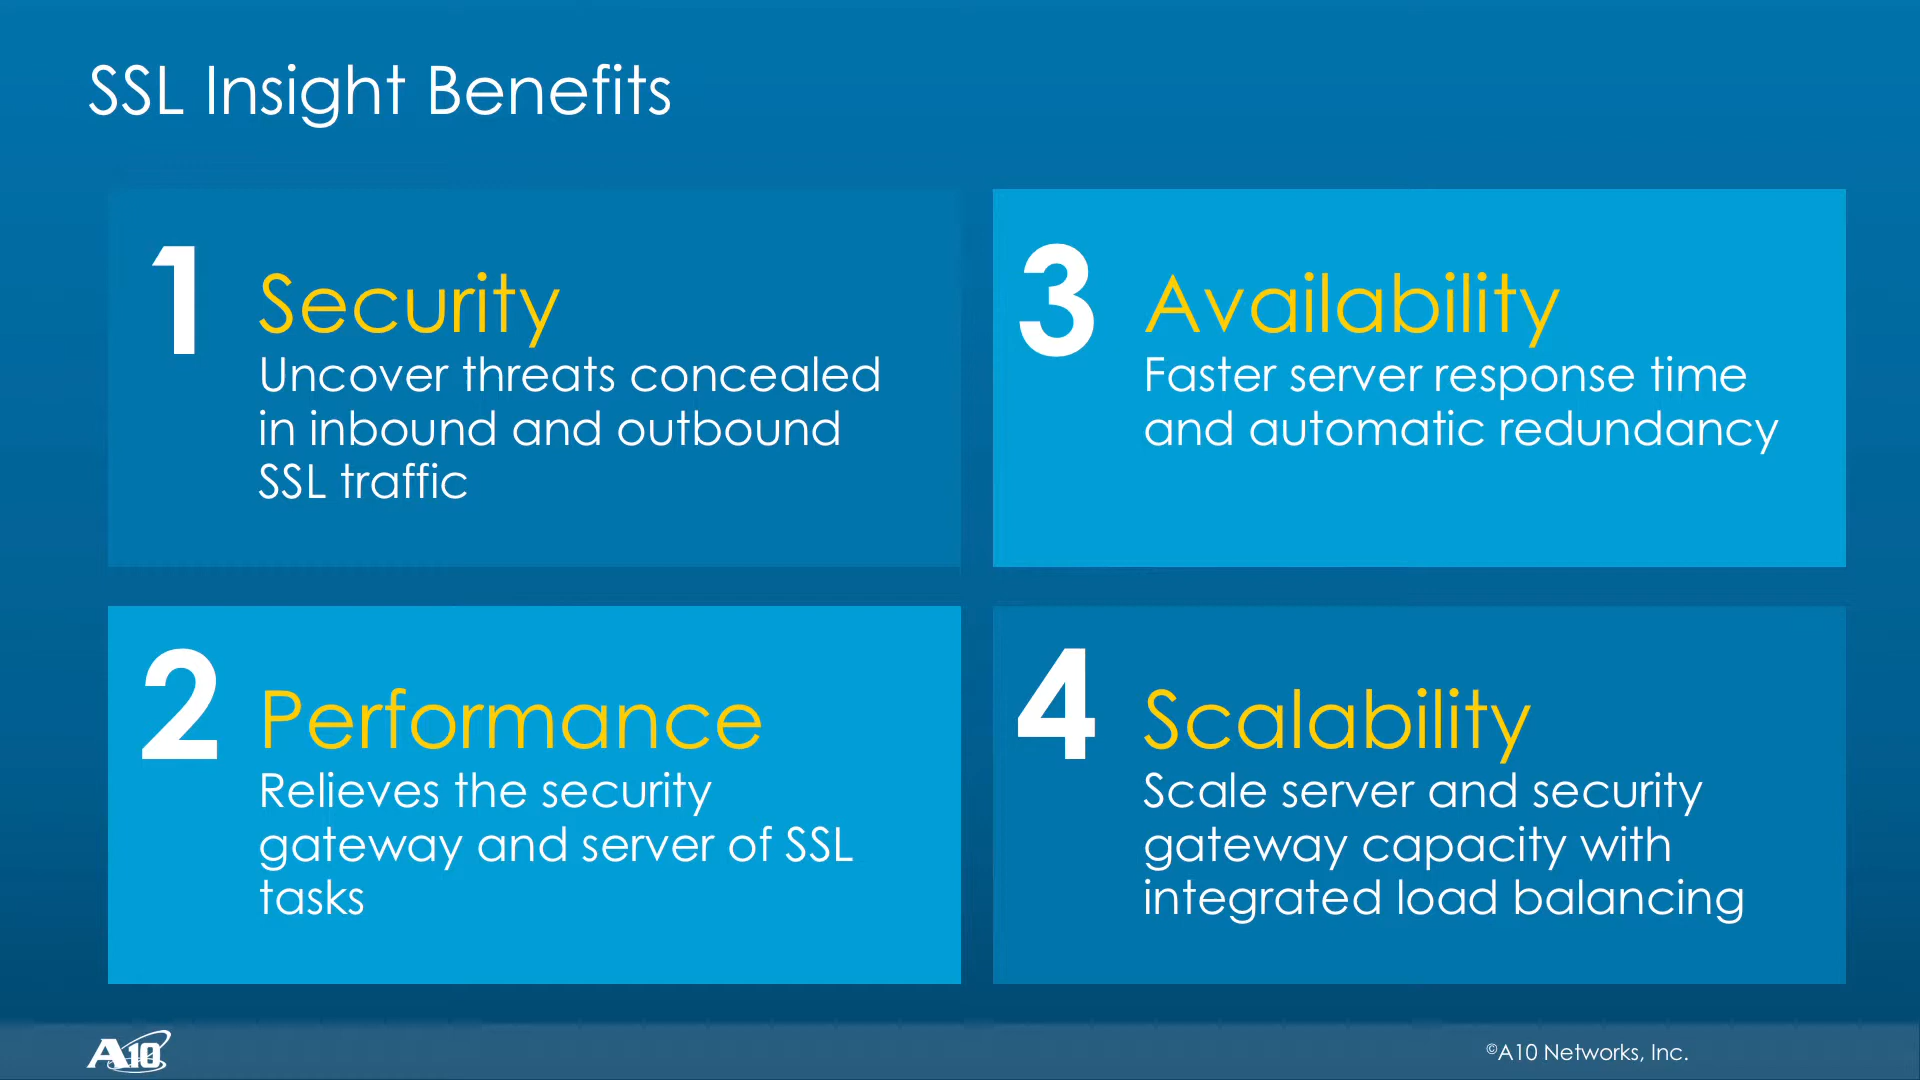 SSL Insight Benefits
1
Security
Uncover threats concealed
in inbound and outbound
SSL traffic
2
Performance
Relieves the security
gateway and server of SSL
tasks
3
Availability
Faster server response time
and automatic redundancy
4
Scalability
Scale server and security
gateway capacity with
integrated load balancing
A10
©A10 Networks, Inc.